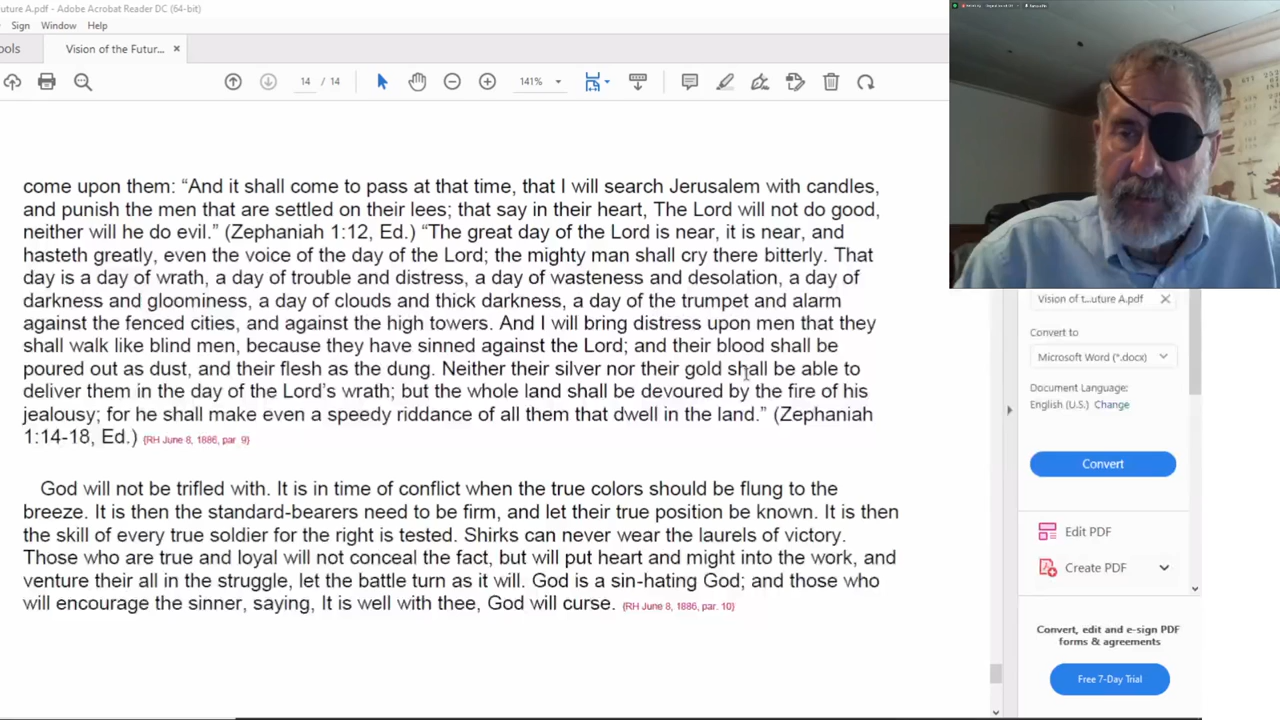 uture A.pdf - Adobe Acrobat Reader DC (64-bit)
Sign Window Help
ools Vision of the Futur... ×
14 / 14 141%
come upon them: “And it shall come to pass at that time, that I will search Jerusalem with candles,
and punish the men that are settled on their lees; that say in their heart, The Lord will not do good,
neither will he do evil.” (Zephaniah 1:12, Ed.) “The great day of the Lord is near, it is near, and
hasteth greatly, even the voice of the day of the Lord; the mighty man shall cry there bitterly. That
day is a day of wrath, a day of trouble and distress, a day of wasteness and desolation, a day of
darkness and gloominess, a day of clouds and thick darkness, a day of the trumpet and alarm
against the fenced cities, and against the high towers. And I will bring distress upon men that they
shall walk like blind men, because they have sinned against the Lord; and their blood shall be
poured out as dust, and their flesh as the dung. Neither their silver nor their gold shall be able to
deliver them in the day of the Lord’s wrath; but the whole land shall be devoured by the fire of his
jealousy; for he shall make even a speedy riddance of all them that dwell in the land.” (Zephaniah
1:14-18, Ed.) {RH June 8, 1886, par 9}
God will not be trifled with. It is in time of conflict when the true colors should be flung to the
breeze. It is then the standard-bearers need to be firm, and let their true position be known. It is then
the skill of every true soldier for the right is tested. Shirks can never wear the laurels of victory.
Those who are true and loyal will not conceal the fact, but will put heart and might into the work, and
venture their all in the struggle, let the battle turn as it will. God is a sin-hating God; and those who
will encourage the sinner, saying, It is well with thee, God will curse. {RH June 8, 1886, par. 10}
Vision of t...uture A.pdf
Convert to
Microsoft Word (*.docx)
Document Language:
English (U.S.) Change
Convert
Edit PDF
Create PDF
Convert, edit and e-sign PDF
forms & agreements
Free 7-Day Trial